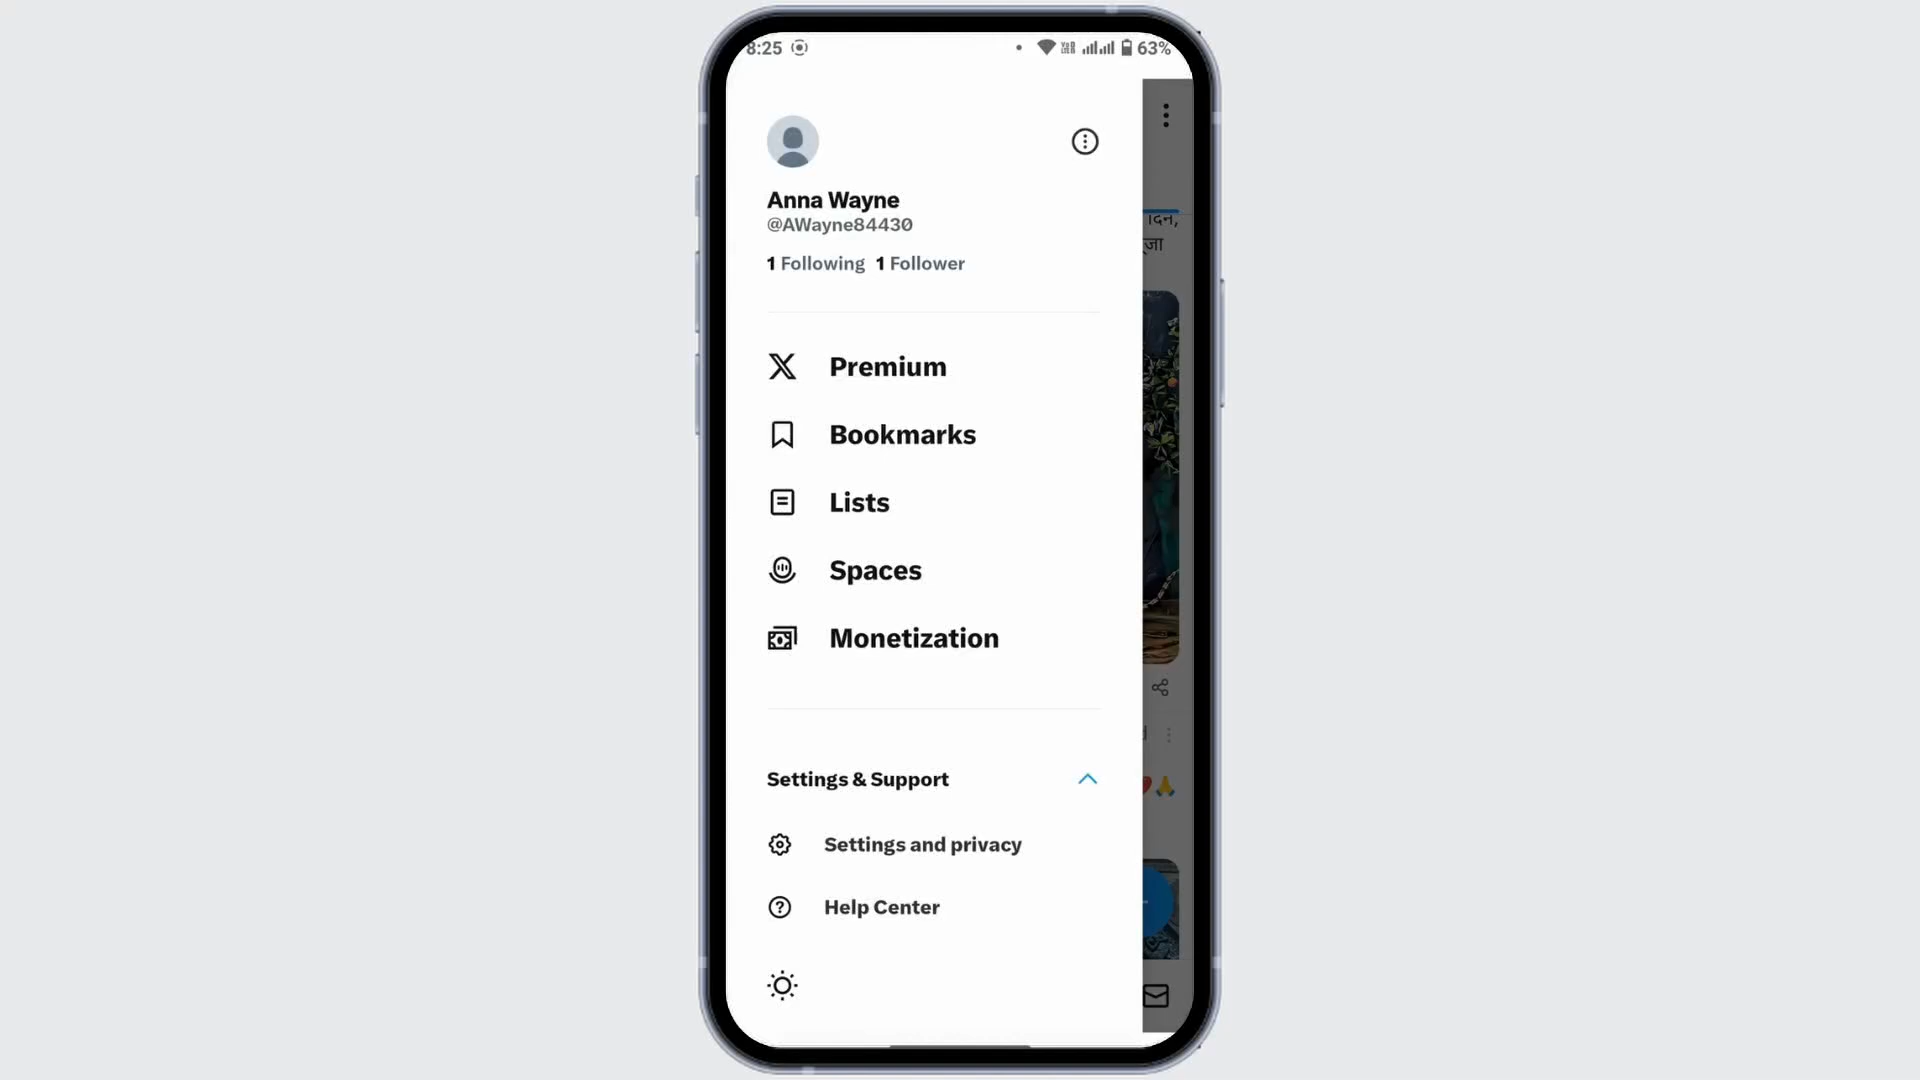 8:25
63%
Anna Wayne
@AWayne84430
1 Following 1 Follower
Premium
Bookmarks
Lists
Spaces
Monetization
Settings & Support
Settings and privacy
Help Center
दिन,